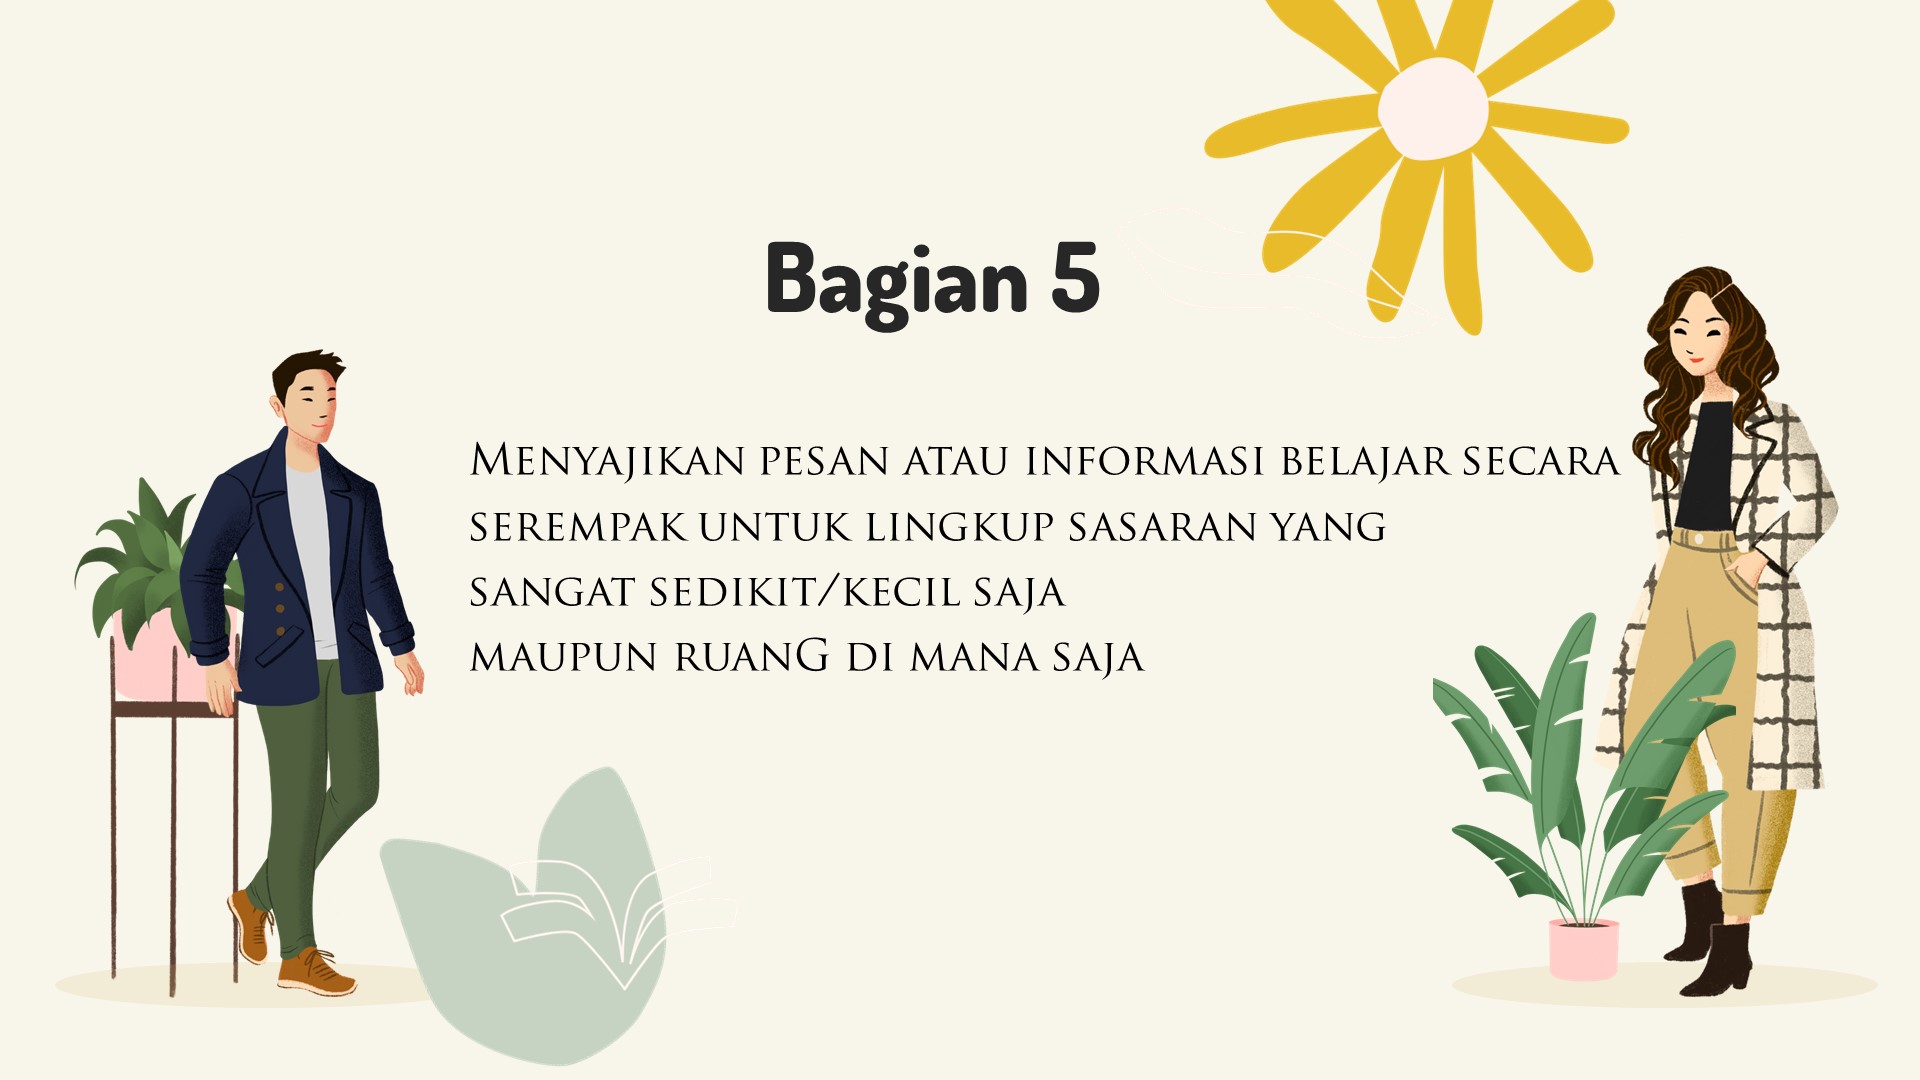 Bagian 5
Menyajikan pesan atau informasi belajar secara
serempak untuk lingkup sasaran yang
sangat sedikit/kecil saja
maupun ruanG di mana saja